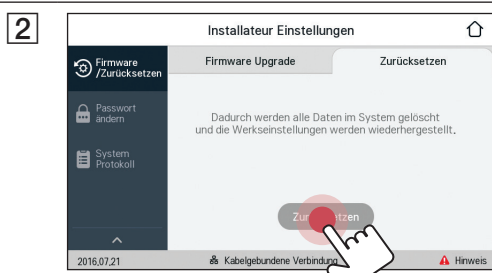 2
Installateur Einstellungen
Firmware
/Zurücksetzen
Firmware Upgrade
Zurücksetzen
Passwort
ändern
Dadurch werden alle Daten im System gelöscht
und die Werkseinstellungen werden wiederhergestellt.
System
Protokoll
2016,07,21
Kabelgebundene Verbindung
Hinweis